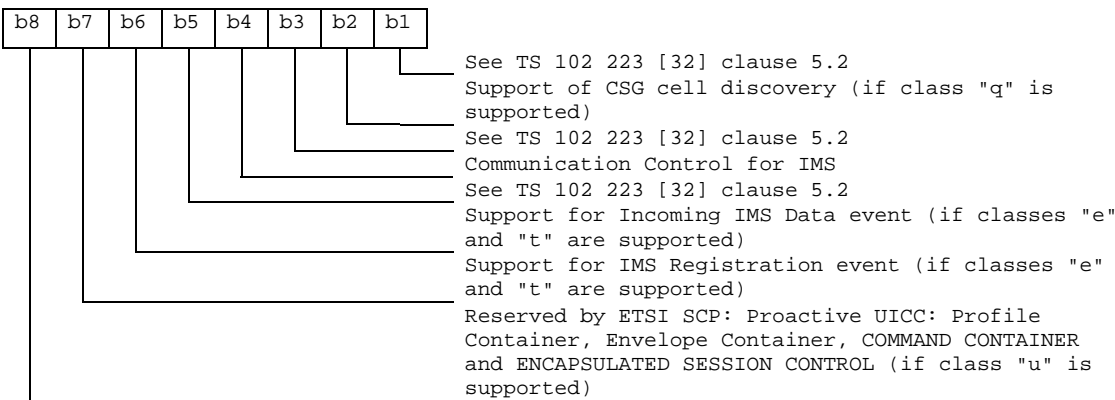 b8 b7 b6 b5 b4 b3 b2 b1
See TS 102 223 [32] clause 5.2
Support of CSG cell discovery (if class "q" is
supported)
See TS 102 223 [32] clause 5.2
Communication Control for IMS
See TS 102 223 [32] clause 5.2
Support for Incoming IMS Data event (if classes "e"
and "t" are supported)
Support for IMS Registration event (if classes "e"
and "t" are supported)
Reserved by ETSI SCP: Proactive UICC: Profile
Container, Envelope Container, COMMAND CONTAINER
and ENCAPSULATED SESSION CONTROL (if class "u" is
supported)